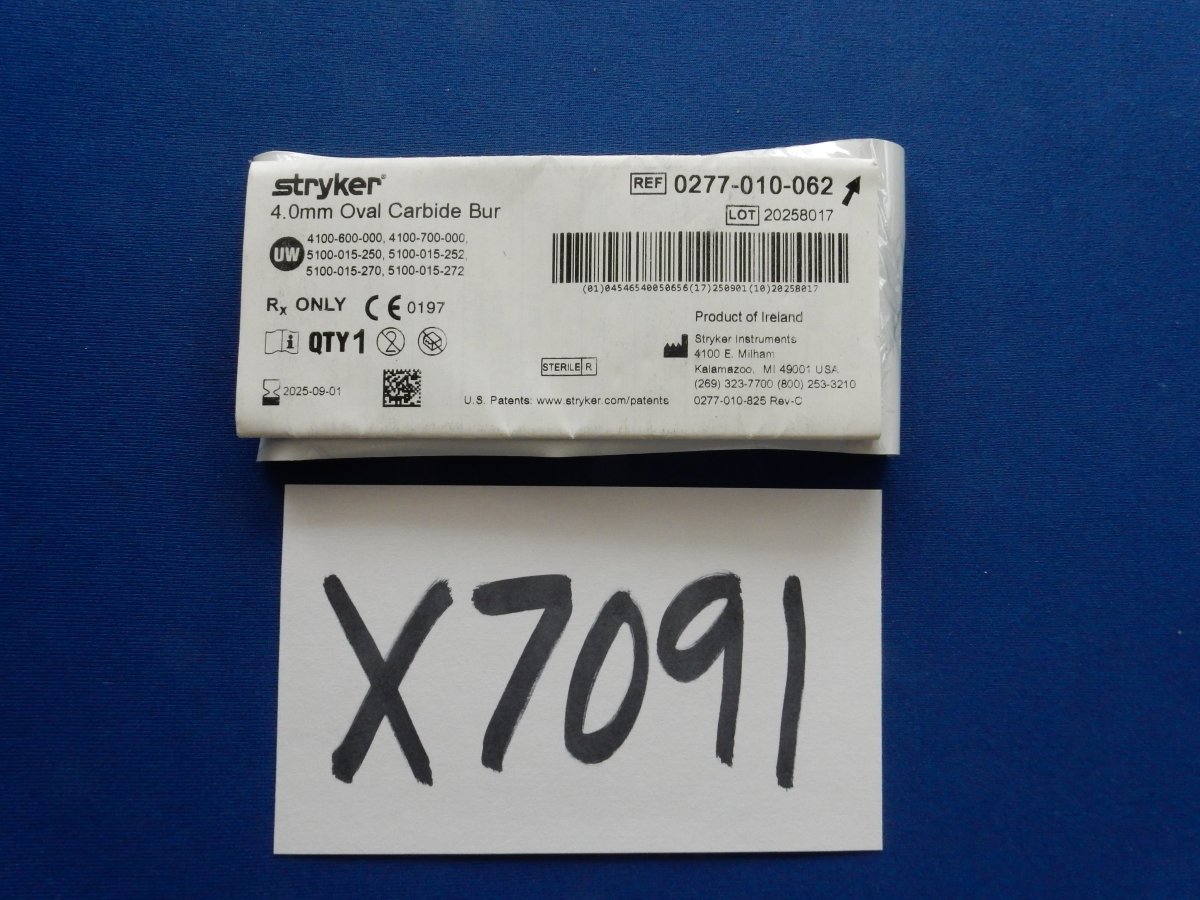 stryker®
4.0mm Oval Carbide Bur
UW
4100-600-000, 4100-700-000,
5100-015-250, 5100-015-252,
5100-015-270, 5100-015-272
Rx ONLY CE 0197
i QTY 1 2
2025-09-01
REF 0277-010-062
LOT 20258017
(01)04546540050656(17)250901(10)20258017
Product of Ireland
Stryker Instruments
4100 E. Milham
Kalamazoo, MI 49001 USA
(269) 323-7700 (800) 253-3210
0277-010-825 Rev-C
STERILE R
U.S. Patents: www.stryker.com/patents
X7091